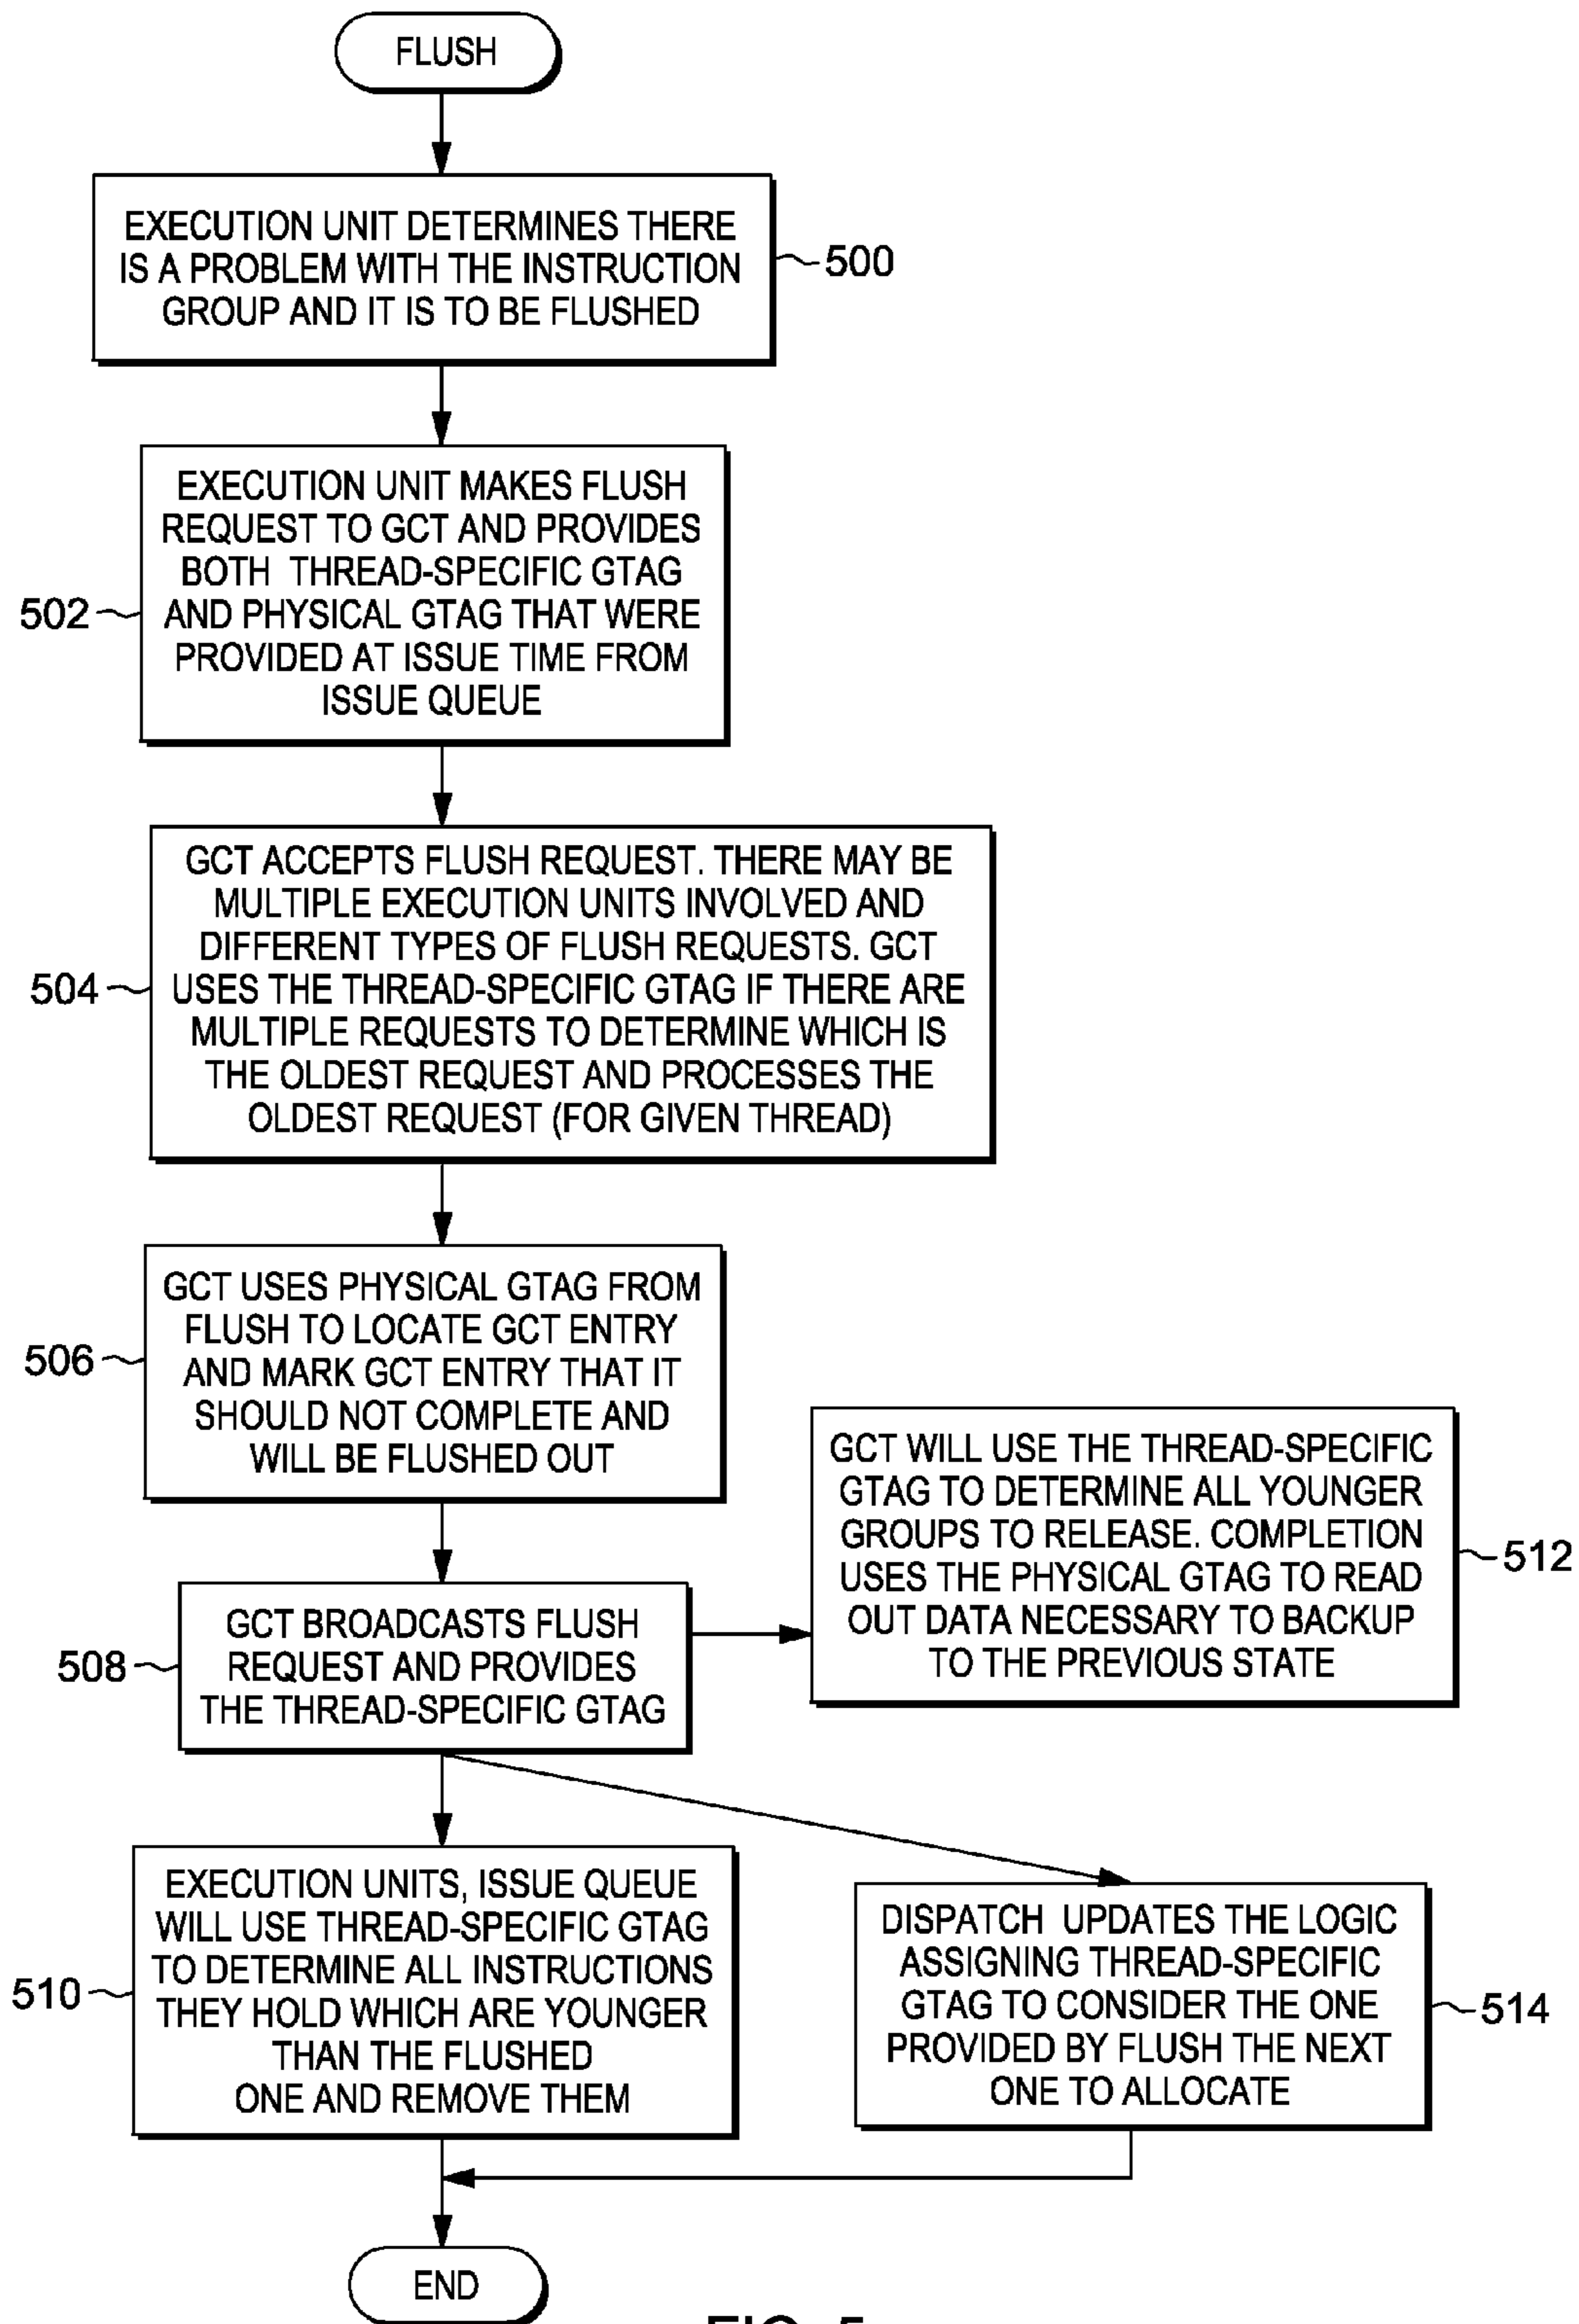 FLUSH
EXECUTION UNIT DETERMINES THERE
IS A PROBLEM WITH THE INSTRUCTION
GROUP AND IT IS TO BE FLUSHED
500
EXECUTION UNIT MAKES FLUSH
REQUEST TO GCT AND PROVIDES
BOTH THREAD-SPECIFIC GTAG
AND PHYSICAL GTAG THAT WERE
PROVIDED AT ISSUE TIME FROM
ISSUE QUEUE
502
GCT ACCEPTS FLUSH REQUEST. THERE MAY BE
MULTIPLE EXECUTION UNITS INVOLVED AND
DIFFERENT TYPES OF FLUSH REQUESTS. GCT
USES THE THREAD-SPECIFIC GTAG IF THERE ARE
MULTIPLE REQUESTS TO DETERMINE WHICH IS
THE OLDEST REQUEST AND PROCESSES THE
OLDEST REQUEST (FOR GIVEN THREAD)
504
GCT USES PHYSICAL GTAG FROM
FLUSH TO LOCATE GCT ENTRY
AND MARK GCT ENTRY THAT IT
SHOULD NOT COMPLETE AND
WILL BE FLUSHED OUT
506
GCT WILL USE THE THREAD-SPECIFIC
GTAG TO DETERMINE ALL YOUNGER
GROUPS TO RELEASE. COMPLETION
USES THE PHYSICAL GTAG TO READ
OUT DATA NECESSARY TO BACKUP
TO THE PREVIOUS STATE
512
GCT BROADCASTS FLUSH
REQUEST AND PROVIDES
THE THREAD-SPECIFIC GTAG
508
EXECUTION UNITS, ISSUE QUEUE
WILL USE THREAD-SPECIFIC GTAG
TO DETERMINE ALL INSTRUCTIONS
THEY HOLD WHICH ARE YOUNGER
THAN THE FLUSHED
ONE AND REMOVE THEM
510
DISPATCH UPDATES THE LOGIC
ASSIGNING THREAD-SPECIFIC
GTAG TO CONSIDER THE ONE
PROVIDED BY FLUSH THE NEXT
ONE TO ALLOCATE
514
END
FIG. 5